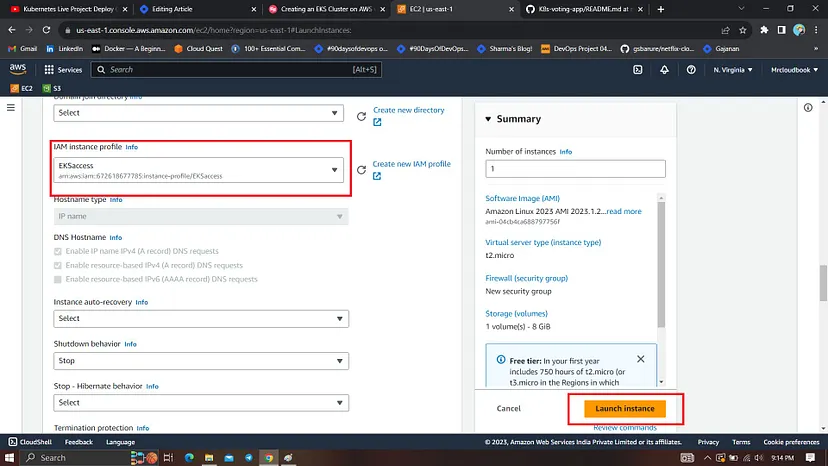 Kubernetes Live Project: Deploy
Editing Article
Creating an EKS Cluster on AWS
EC2 | us-east-1
K8s-voting-app/README.md at
us-east-1.console.aws.amazon.com/ec2/home?region=us-east-1#LaunchInstances:
Gmail
LinkedIn
Docker — A Beginn...
Cloud Quest
100+ Essential Com...
#90daysofdevops o...
#90DaysOfDevOps...
Sharma's Blog!
DevOps Project 04...
gsbarure/netflix-clo...
Gajanan
aws
Services
Search
[Alt+S]
N. Virginia
Mrcloudbook
EC2
S3
Domain join directory Info
Select
Create new directory
IAM instance profile Info
EKSaccess
arn:aws:iam::672618677785:instance-profile/EKSaccess
Create new IAM profile
Hostname type Info
IP name
DNS Hostname Info
Enable IP name IPv4 (A record) DNS requests
Enable resource-based IPv4 (A record) DNS requests
Enable resource-based IPv6 (AAAA record) DNS requests
Instance auto-recovery Info
Select
Shutdown behavior Info
Stop
Stop - Hibernate behavior Info
Select
Termination protection Info
Summary
Number of instances Info
1
Software Image (AMI)
Amazon Linux 2023 AMI 2023.1.2...read more
ami-04cb4ca688797756f
Virtual server type (instance type)
t2.micro
Firewall (security group)
New security group
Storage (volumes)
1 volume(s) - 8 GiB
Free tier: In your first year
includes 750 hours of t2.micro (or
t3.micro in the Regions in which
Cancel
Launch instance
Review commands
CloudShell
Feedback
Language
© 2023, Amazon Web Services India Private Limited or its affiliates.
Privacy
Terms
Cookie preferences
Search
9:14 PM